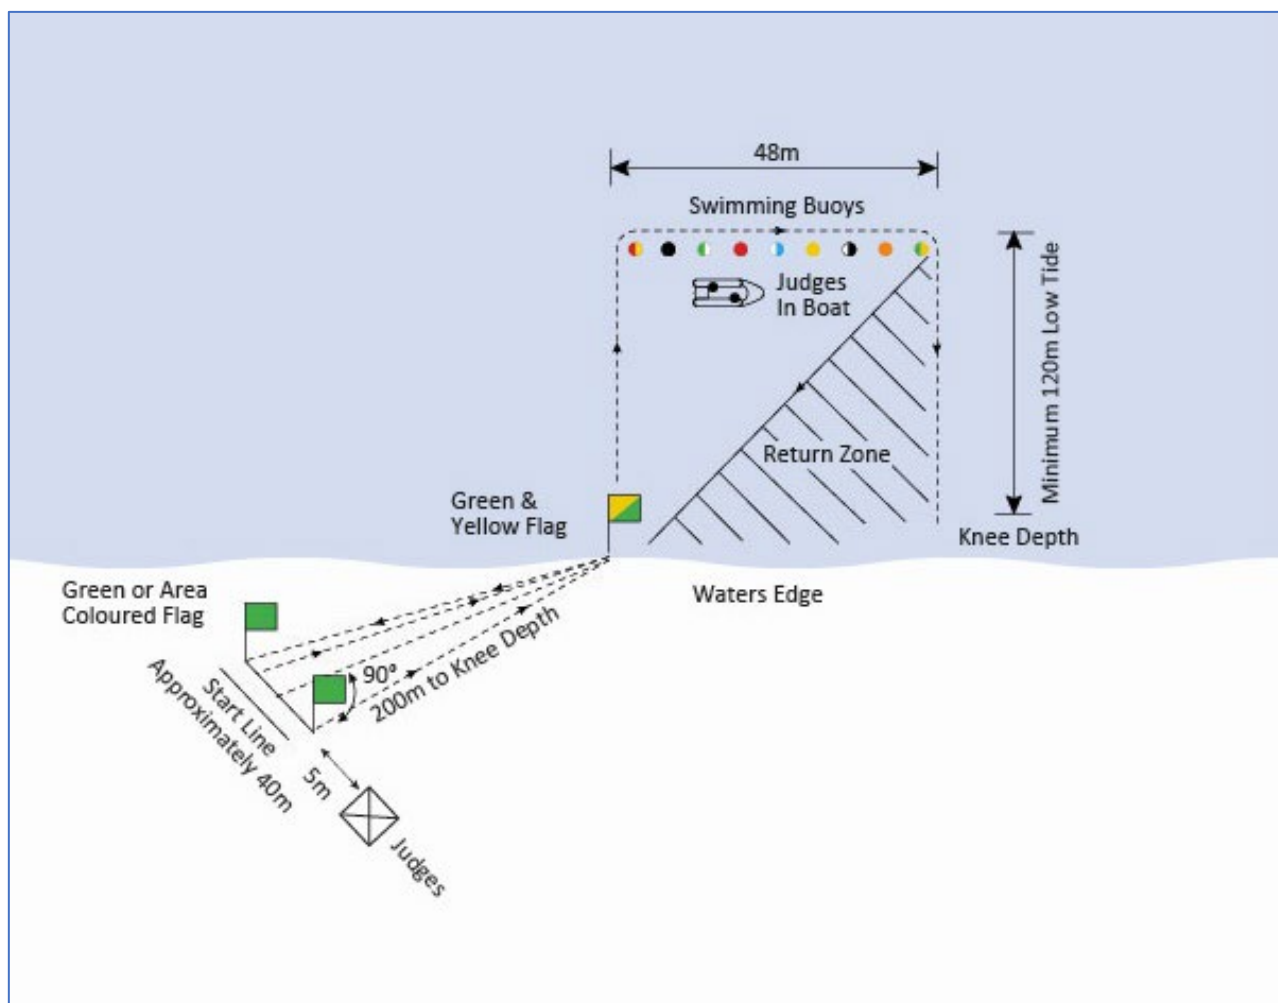 48m
Swimming Buoys
Judges
In Boat
Minimum 120m Low Tide
Return Zone
Green &
Yellow Flag
Knee Depth
Green or Area
Coloured Flag
Waters Edge
90°
200m to Knee Depth
Start Line
Approximately 40m
5m
Judges